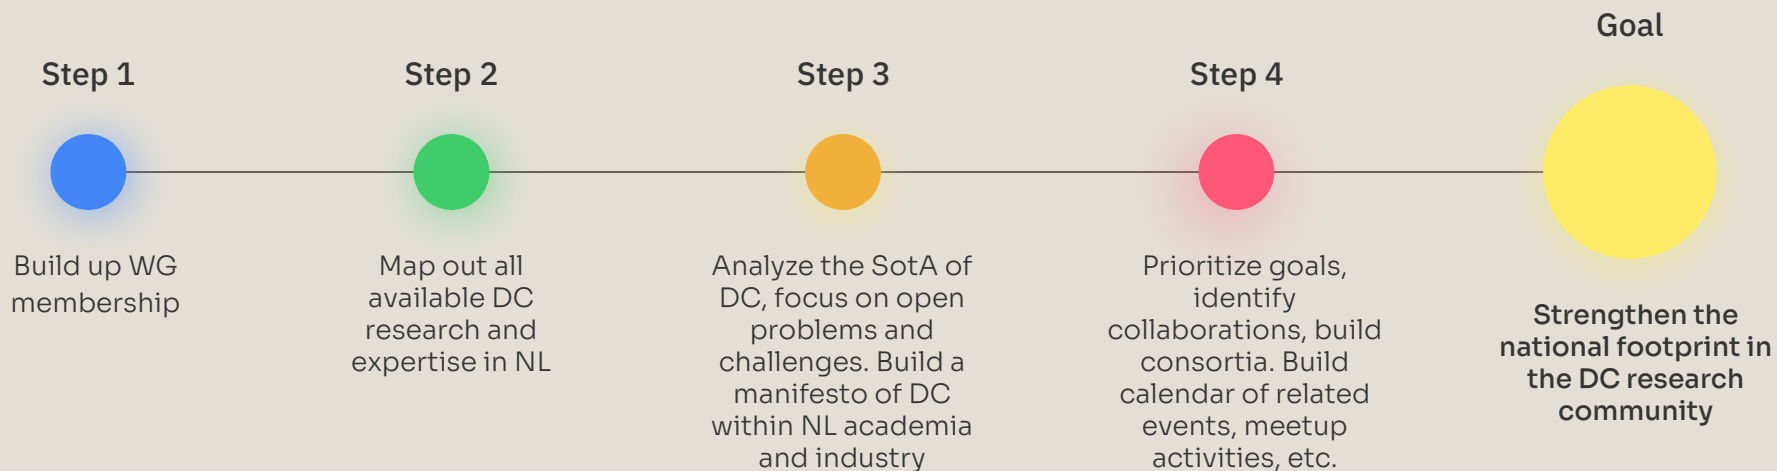 Step 1
Build up WG
membership
Step 2
Map out all
available DC
research and
expertise in NL
Step 3
Analyze the SotA of
DC, focus on open
problems and
challenges. Build a
manifesto of DC
within NL academia
and industry
Step 4
Prioritize goals,
identify
collaborations, build
consortia. Build
calendar of related
events, meetup
activities, etc.
Goal
Strengthen the
national footprint in
the DC research
community